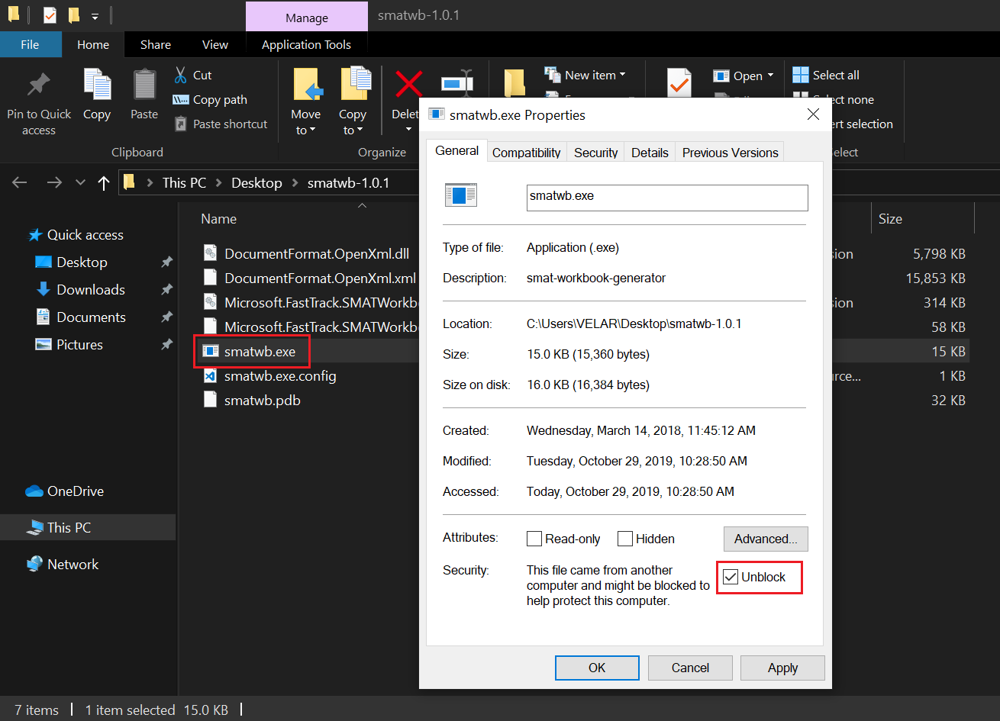 Manage
smatwb-1.0.1
File
Home
Share
View
Application Tools
Pin to Quick
access
Copy
Paste
Cut
Copy path
Paste shortcut
Clipboard
Move
to
Copy
to
Delet
Organize
New item
Open
Select all
ect none
ert selection
elect
This PC
Desktop
smatwb-1.0.1
Quick access
Desktop
Downloads
Documents
Pictures
OneDrive
This PC
Network
Name
Size
DocumentFormat.OpenXml.dll
sion
5,798 KB
DocumentFormat.OpenXml.xml
15,853 KB
Microsoft.FastTrack.SMATWorkb
sion
314 KB
Microsoft.FastTrack.SMATWorkb
58 KB
smatwb.exe
15 KB
smatwb.exe.config
urce...
1 KB
smatwb.pdb
32 KB
smatwb.exe Properties
General
Compatibility
Security
Details
Previous Versions
smatwb.exe
Type of file:
Application (.exe)
Description:
smat-workbook-generator
Location:
C:\Users\VELAR\Desktop\smatwb-1.0.1
Size:
15.0 KB (15,360 bytes)
Size on disk:
16.0 KB (16,384 bytes)
Created:
Wednesday, March 14, 2018, 11:45:12 AM
Modified:
Tuesday, October 29, 2019, 10:28:50 AM
Accessed:
Today, October 29, 2019, 10:28:50 AM
Attributes:
Read-only
Hidden
Advanced...
Security:
This file came from another
computer and might be blocked to
help protect this computer.
Unblock
OK
Cancel
Apply
7 items
1 item selected
15.0 KB